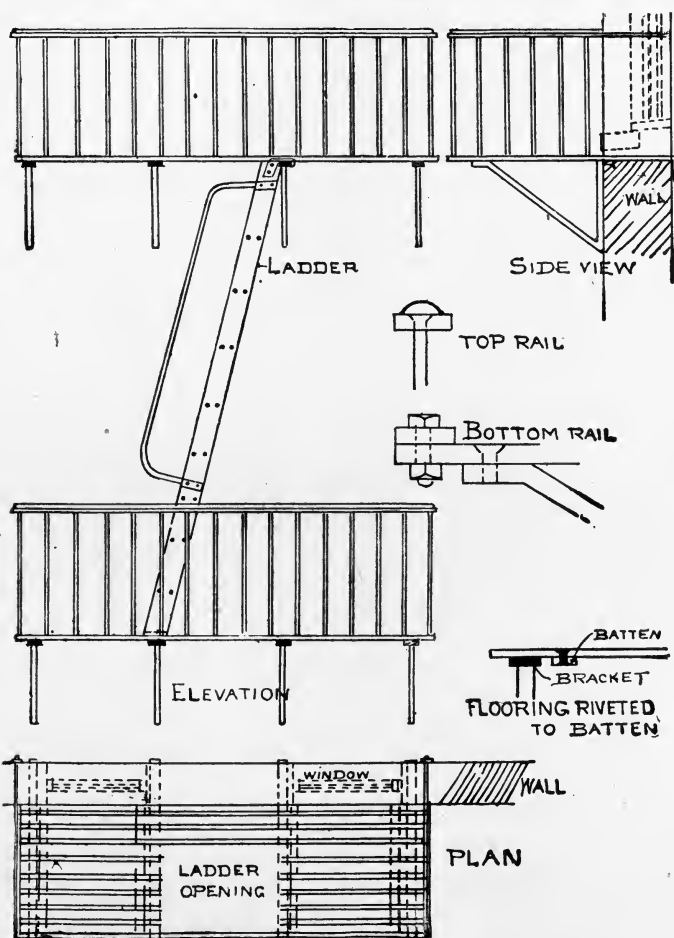 WALL
LADDER
SIDE VIEW
TOP RAIL
BOTTOM RAIL
BATTEN
BRACKET
ELEVATION
FLOORING RIVETED
TO BATTEN
WINDOW
WALL
PLAN
LADDER
OPENING